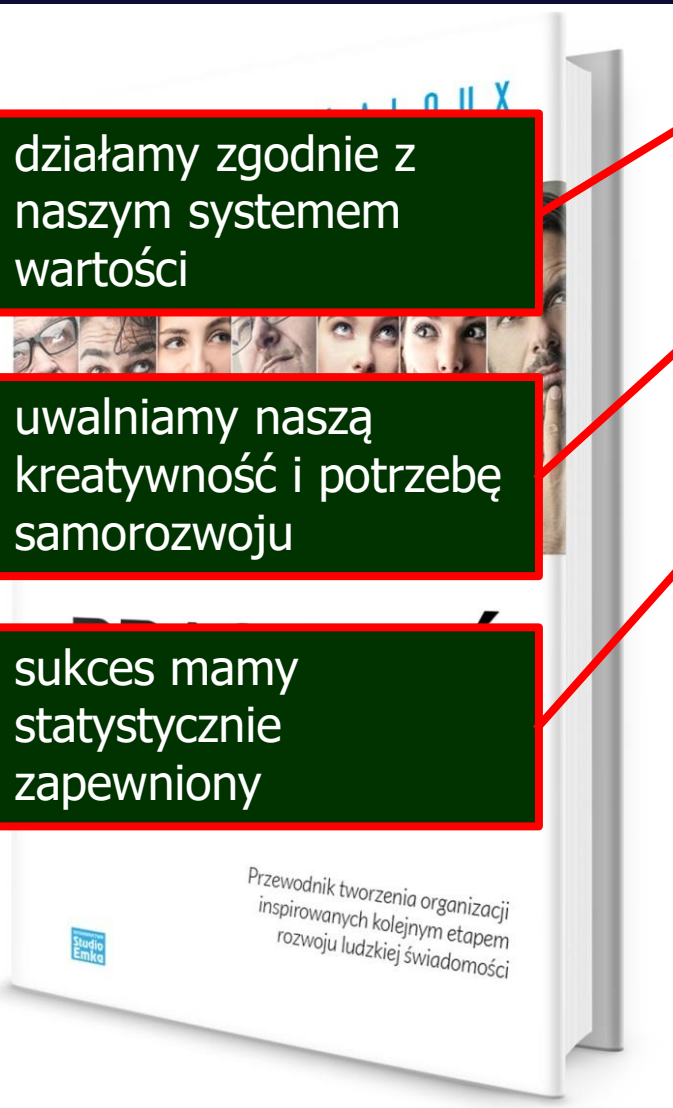 działamy zgodnie z
naszym systemem
wartości
uwalniamy naszą
kreatywność i potrzebę
samorozwoju
sukces mamy
statystycznie
zapewniony
Przewodnik tworzenia organizacji
inspirowanych kolejnym etapem
rozwoju ludzkiej świadomości
Studio
Emka